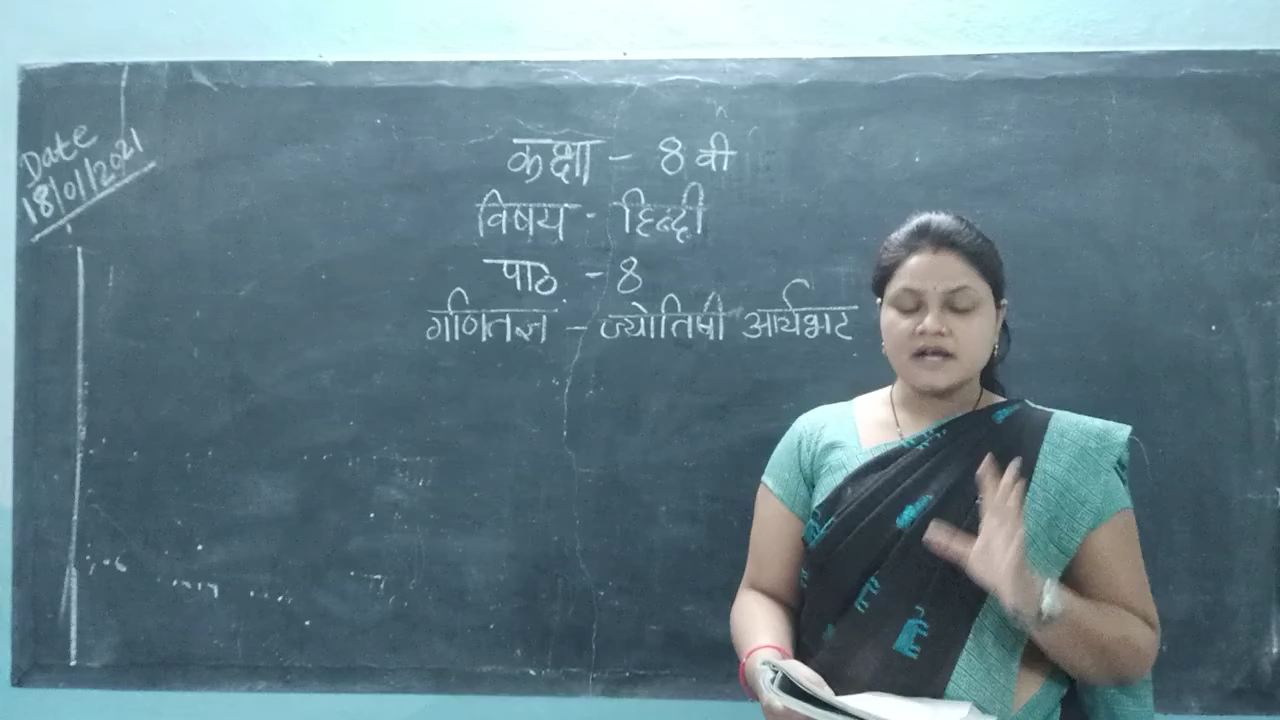 Date
18/01/2021
कक्षा - 8 वी
विषय - हिन्दी
पाठ - 8
गणितज्ञ - ज्योतिषी आर्यभट